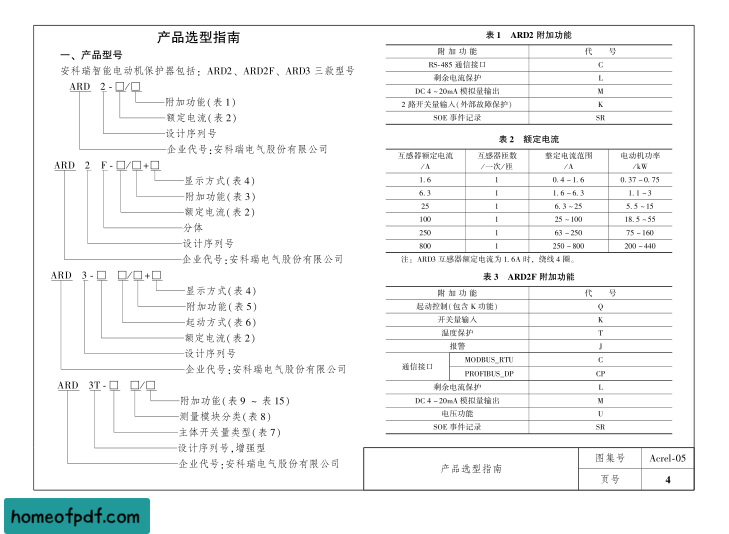 产品选型指南
一、产品型号
安科瑞智能电动机保护器包括：ARD2、ARD2F、ARD3 三款型号
ARD 2 - □/□
附加功能(表 1)
额定电流(表 2)
设计序列号
企业代号:安科瑞电气股份有限公司
ARD 2 F - □/□+□
显示方式(表 4)
附加功能(表 3)
额定电流(表 2)
分体
设计序列号
企业代号:安科瑞电气股份有限公司
ARD 3 - □ □/□+□
显示方式(表 4)
附加功能(表 5)
起动方式(表 6)
额定电流(表 2)
设计序列号
企业代号:安科瑞电气股份有限公司
ARD 3T - □ □/□
附加功能(表 9 ~ 表 15)
测量模块分类(表 8)
主体开关量类型(表 7)
设计序列号,增强型
企业代号:安科瑞电气股份有限公司
表 1 ARD2 附加功能
附 加 功 能 代 号
RS-485 通信接口 C
剩余电流保护 L
DC 4～20mA 模拟量输出 M
2 路开关量输入(外部故障保护) K
SOE 事件记录 SR
表 2 额定电流
互感器额定电流 互感器匝数 整定电流范围 电动机功率
/A /一次/匝 /A /kW
1. 6 1 0. 4 ~ 1. 6 0. 37 ~ 0. 75
6. 3 1 1. 6 ~ 6. 3 1. 1 ~ 3
25 1 6. 3 ~ 25 5. 5 ~ 15
100 1 25 ~ 100 18. 5 ~ 55
250 1 63 ~ 250 75 ~ 160
800 1 250 ~ 800 200 ~ 440
注：ARD3 互感器额定电流为 1. 6A 时，绕线 4 圈。
表 3 ARD2F 附加功能
附 加 功 能 代 号
起动控制(包含 K 功能) Q
开关量输入 K
温度保护 T
报警 J
通信接口 MODBUS_RTU C
PROFIBUS_DP CP
剩余电流保护 L
DC 4 ~ 20mA 模拟量输出 M
电压功能 U
SOE 事件记录 SR
产品选型指南
图集号 Acrel-05
页号 4
homeofpdf.com